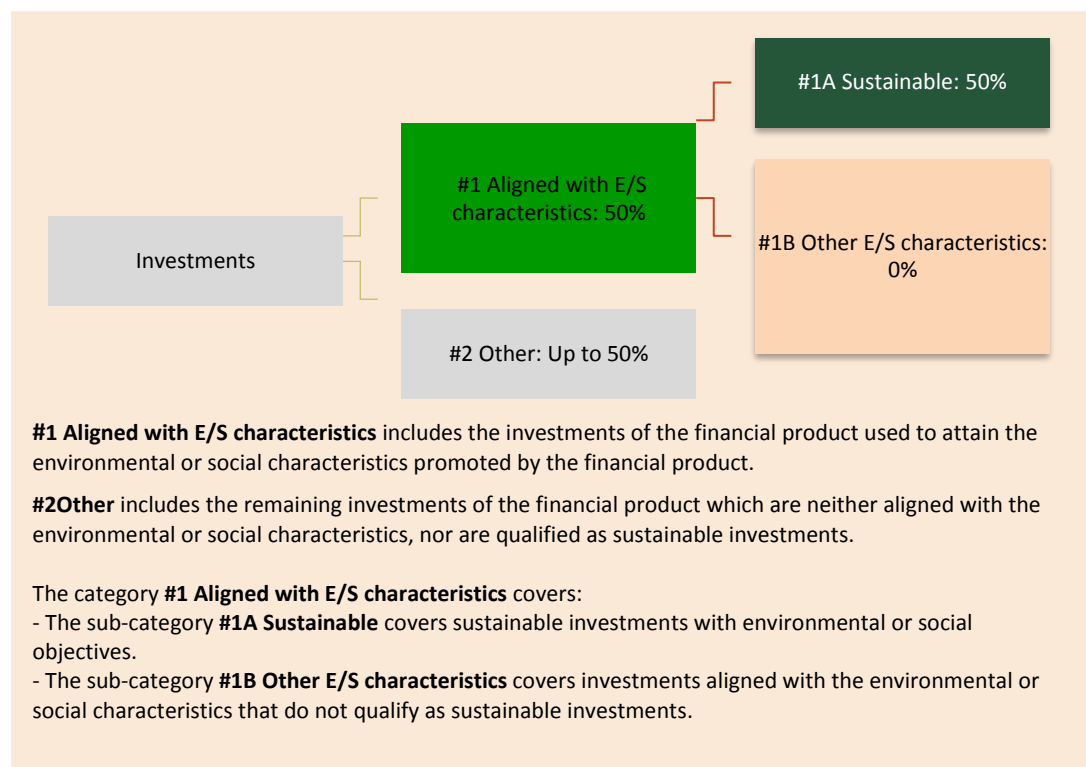 #1A Sustainable: 50%
#1 Aligned with E/S
characteristics: 50%
#1B Other E/S characteristics:
0%
Investments
#2 Other: Up to 50%
#1 Aligned with E/S characteristics includes the investments of the financial product used to attain the
environmental or social characteristics promoted by the financial product.
#2Other includes the remaining investments of the financial product which are neither aligned with the
environmental or social characteristics, nor are qualified as sustainable investments.
The category #1 Aligned with E/S characteristics covers:
- The sub-category #1A Sustainable covers sustainable investments with environmental or social
objectives.
- The sub-category #1B Other E/S characteristics covers investments aligned with the environmental or
social characteristics that do not qualify as sustainable investments.